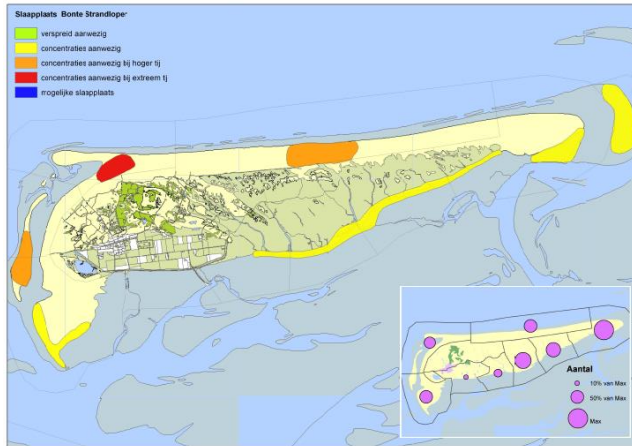 Slaapplaats Bonte Strandloper
verspreid aanwezig
concentraties aanwezig
concentraties aanwezig bij hoger tij
concentraties aanwezig bij extreem tij
mogelijke slaapplaats
Aantal
10% van Max
50% van Max
Max